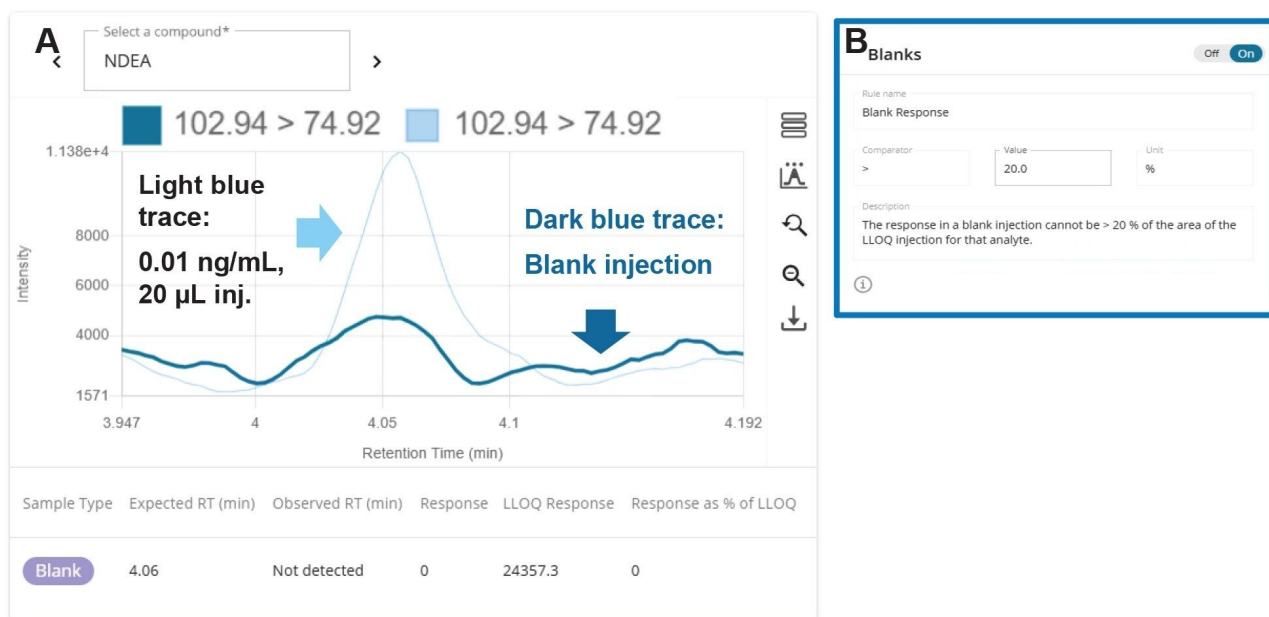 A
Select a compound*
NDEA
102.94 > 74.92
102.94 > 74.92
1.138e+4
8000
6000
4000
1571
Intensity
Light blue
trace:
0.01 ng/mL,
20 µL inj.
Dark blue trace:
Blank injection
3.947
4
4.05
4.1
4.192
Retention Time (min)
Sample Type
Expected RT (min)
Observed RT (min)
Response
LLOQ Response
Response as % of LLOQ
Blank
4.06
Not detected
0
24357.3
0
B
Blanks
Off
On
Rule name
Blank Response
Comparator
>
Value
20.0
Unit
%
Description
The response in a blank injection cannot be > 20 % of the area of the
LLOQ injection for that analyte.